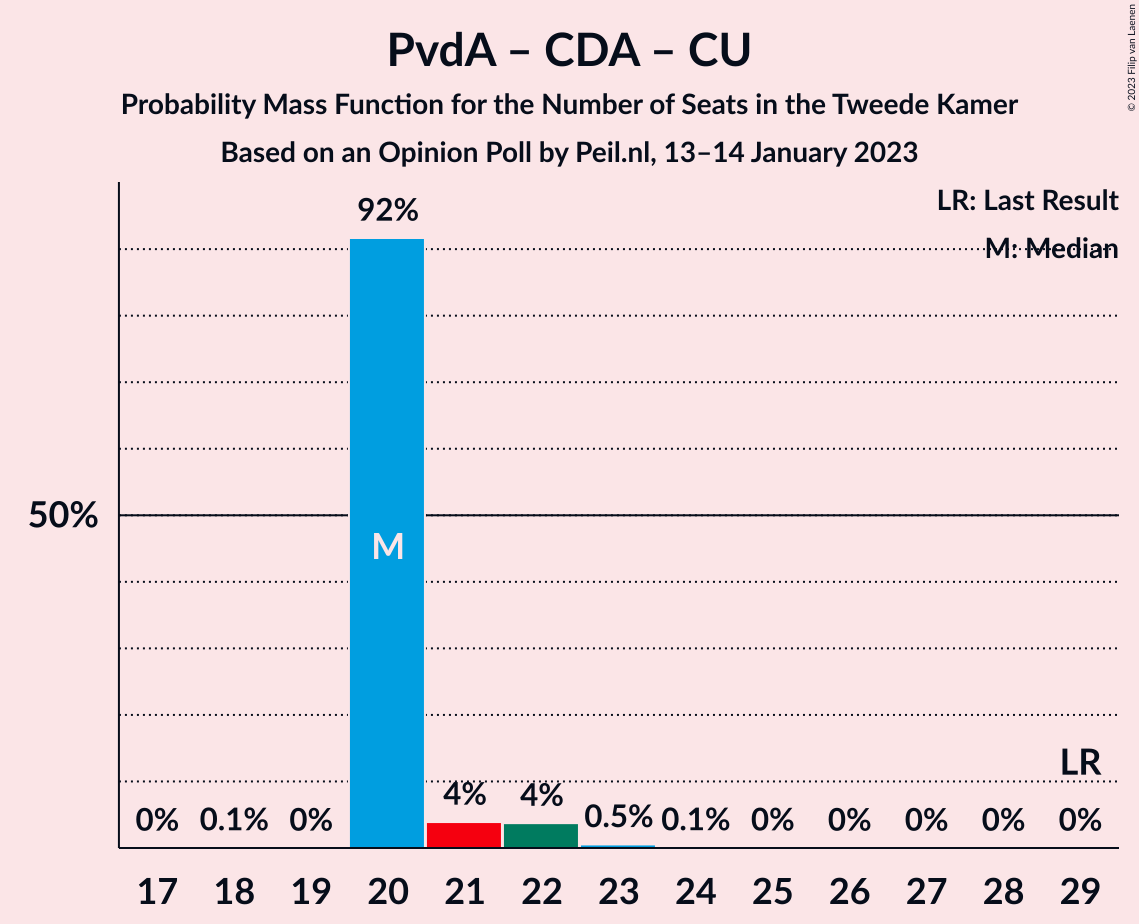 PvdA – CDA – CU
Probability Mass Function for the Number of Seats in the Tweede Kamer
Based on an Opinion Poll by Peil.nl, 13–14 January 2023
© 2023 Filip van Laenen
LR: Last Result
M: Median
92%
50%
M
LR
0% 0.1% 0% 4% 4% 0.5% 0.1% 0% 0% 0% 0% 0%
17 18 19 20 21 22 23 24 25 26 27 28 29